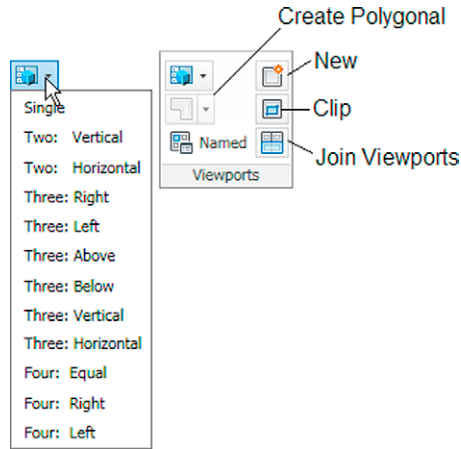 Create Polygonal
New
Clip
Named
Join Viewports
Viewports
Single
Two: Vertical
Two: Horizontal
Three: Right
Three: Left
Three: Above
Three: Below
Three: Vertical
Three: Horizontal
Four: Equal
Four: Right
Four: Left